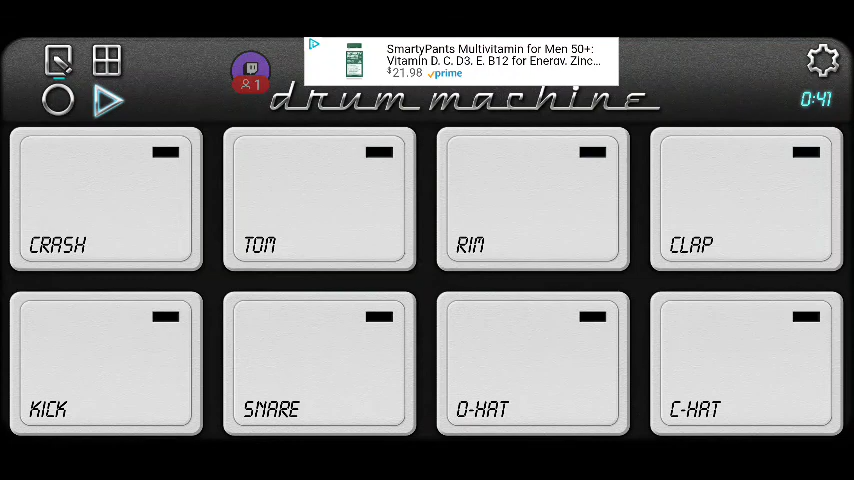 SmartyPants Multivitamin for Men 50+:
Vitamin D, C, D3, E, B12 for Energy, Zinc...
$21.98 prime
1
drum machine
0:41
CRASH
TOM
RIM
CLAP
KICK
SNARE
O-HAT
C-HAT